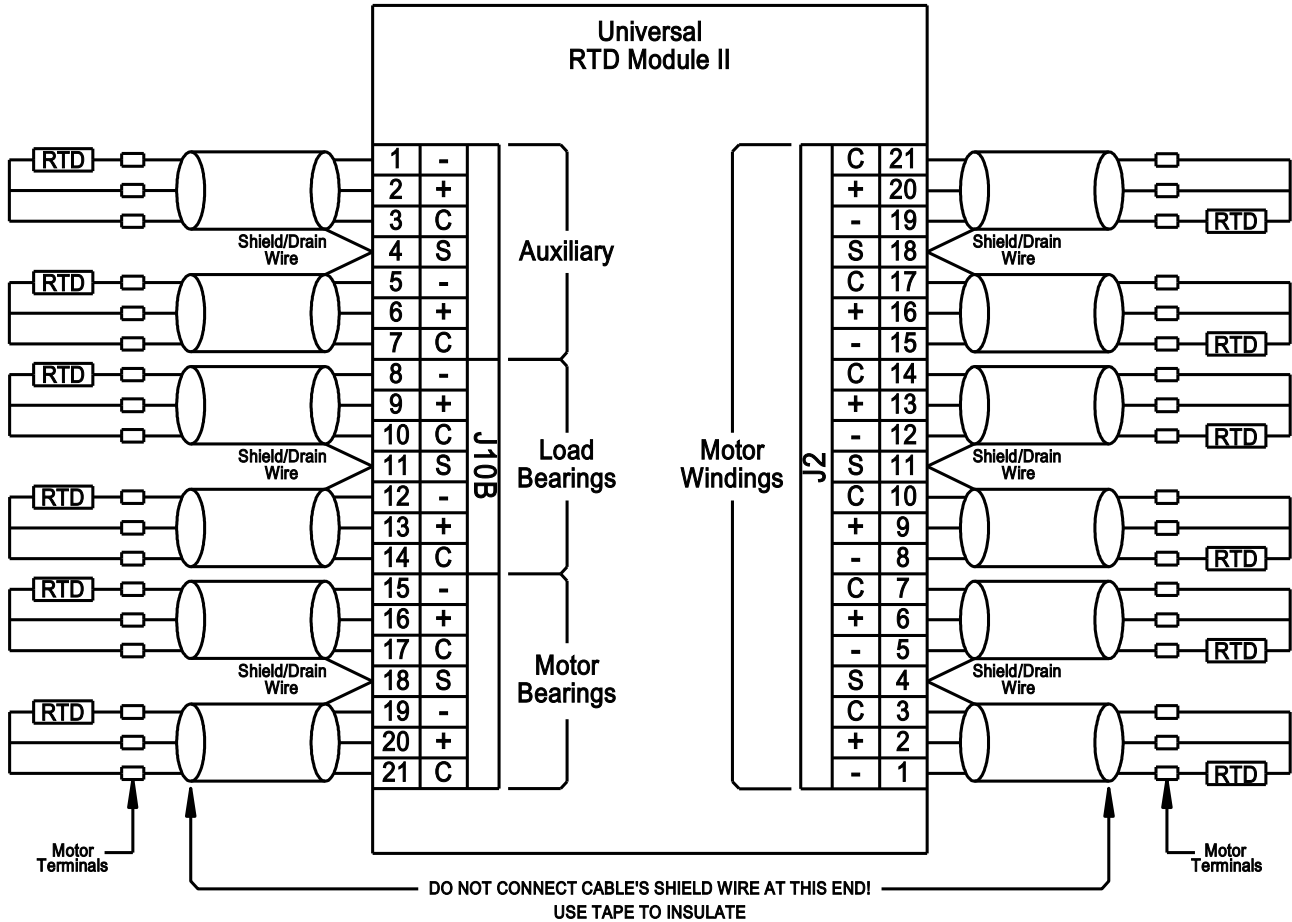 Universal
RTD Module II
RTD 1 - C 21
2 + + 20
3 C - 19 RTD
Shield/Drain
Wire
4 S Auxiliary S 18
Shield/Drain
Wire
RTD 5 - C 17
6 + + 16
7 C - 15 RTD
RTD 8 - C 14
9 + + 13
10 C - 12 RTD
Shield/Drain
Wire
11 S J10B Load
Bearings
Motor
Windings
J2 S 11
Shield/Drain
Wire
RTD 12 - C 10
13 + + 9
14 C - 8 RTD
RTD 15 - C 7
16 + + 6
17 C - 5 RTD
Shield/Drain
Wire
18 S Motor
Bearings
S 4
Shield/Drain
Wire
RTD 19 - C 3
20 + + 2
21 C - 1 RTD
Motor
Terminals
Motor
Terminals
DO NOT CONNECT CABLE'S SHIELD WIRE AT THIS END!
USE TAPE TO INSULATE